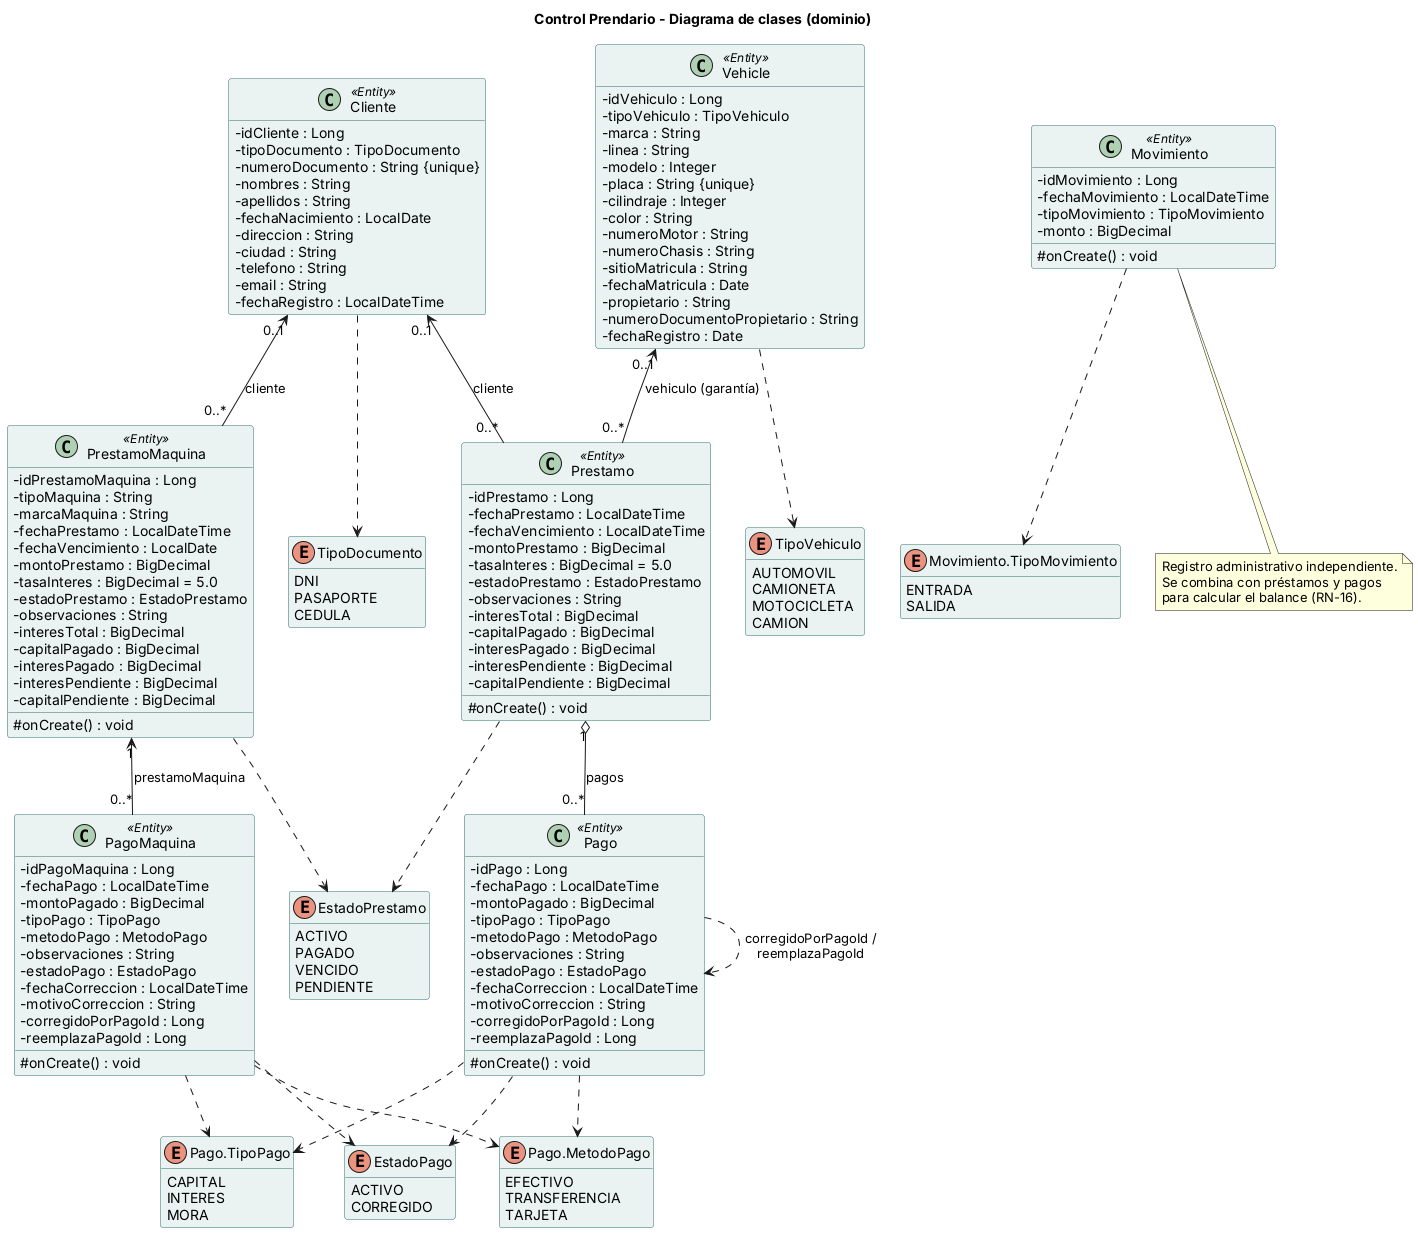 Control Prendario - Diagrama de clases (dominio)
«Entity»
Cliente
-idCliente : Long
-tipoDocumento : TipoDocumento
-numeroDocumento : String {unique}
-nombres : String
-apellidos : String
-fechaNacimiento : LocalDate
-direccion : String
-ciudad : String
-telefono : String
-email : String
-fechaRegistro : LocalDateTime
«Entity»
Vehicle
-idVehiculo : Long
-tipoVehiculo : TipoVehiculo
-marca : String
-linea : String
-modelo : Integer
-placa : String {unique}
-cilindraje : Integer
-color : String
-numeroMotor : String
-numeroChasis : String
-sitioMatricula : String
-fechaMatricula : Date
-propietario : String
-numeroDocumentoPropietario : String
-fechaRegistro : Date
«Entity»
Movimiento
-idMovimiento : Long
-fechaMovimiento : LocalDateTime
-tipoMovimiento : TipoMovimiento
-monto : BigDecimal
#onCreate() : void
0..1
cliente
0..*
0..1
cliente
0..*
0..1
vehiculo (garantía)
0..*
«Entity»
PrestamoMaquina
-idPrestamoMaquina : Long
-tipoMaquina : String
-marcaMaquina : String
-fechaPrestamo : LocalDateTime
-fechaVencimiento : LocalDate
-montoPrestamo : BigDecimal
-tasaInteres : BigDecimal = 5.0
-estadoPrestamo : EstadoPrestamo
-observaciones : String
-interesTotal : BigDecimal
-capitalPagado : BigDecimal
-interesPagado : BigDecimal
-interesPendiente : BigDecimal
-capitalPendiente : BigDecimal
#onCreate() : void
TipoDocumento
DNI
PASAPORTE
CEDULA
«Entity»
Prestamo
-idPrestamo : Long
-fechaPrestamo : LocalDateTime
-fechaVencimiento : LocalDateTime
-montoPrestamo : BigDecimal
-tasaInteres : BigDecimal = 5.0
-estadoPrestamo : EstadoPrestamo
-observaciones : String
-interesTotal : BigDecimal
-capitalPagado : BigDecimal
-interesPagado : BigDecimal
-interesPendiente : BigDecimal
-capitalPendiente : BigDecimal
#onCreate() : void
TipoVehiculo
AUTOMOVIL
CAMIONETA
MOTOCICLETA
CAMION
Movimiento.TipoMovimiento
ENTRADA
SALIDA
Registro administrativo independiente.
Se combina con préstamos y pagos
para calcular el balance (RN-16).
1
prestamoMaquina
0..*
1
pagos
0..*
«Entity»
PagoMaquina
-idPagoMaquina : Long
-fechaPago : LocalDateTime
-montoPagado : BigDecimal
-tipoPago : TipoPago
-metodoPago : MetodoPago
-observaciones : String
-estadoPago : EstadoPago
-fechaCorreccion : LocalDateTime
-motivoCorreccion : String
-corregidoPorPagoId : Long
-reemplazaPagoId : Long
#onCreate() : void
EstadoPrestamo
ACTIVO
PAGADO
VENCIDO
PENDIENTE
«Entity»
Pago
-idPago : Long
-fechaPago : LocalDateTime
-montoPagado : BigDecimal
-tipoPago : TipoPago
-metodoPago : MetodoPago
-observaciones : String
-estadoPago : EstadoPago
-fechaCorreccion : LocalDateTime
-motivoCorreccion : String
-corregidoPorPagoId : Long
-reemplazaPagoId : Long
#onCreate() : void
corregidoPorPagoId /
reemplazaPagoId
Pago.TipoPago
CAPITAL
INTERES
MORA
EstadoPago
ACTIVO
CORREGIDO
Pago.MetodoPago
EFECTIVO
TRANSFERENCIA
TARJETA